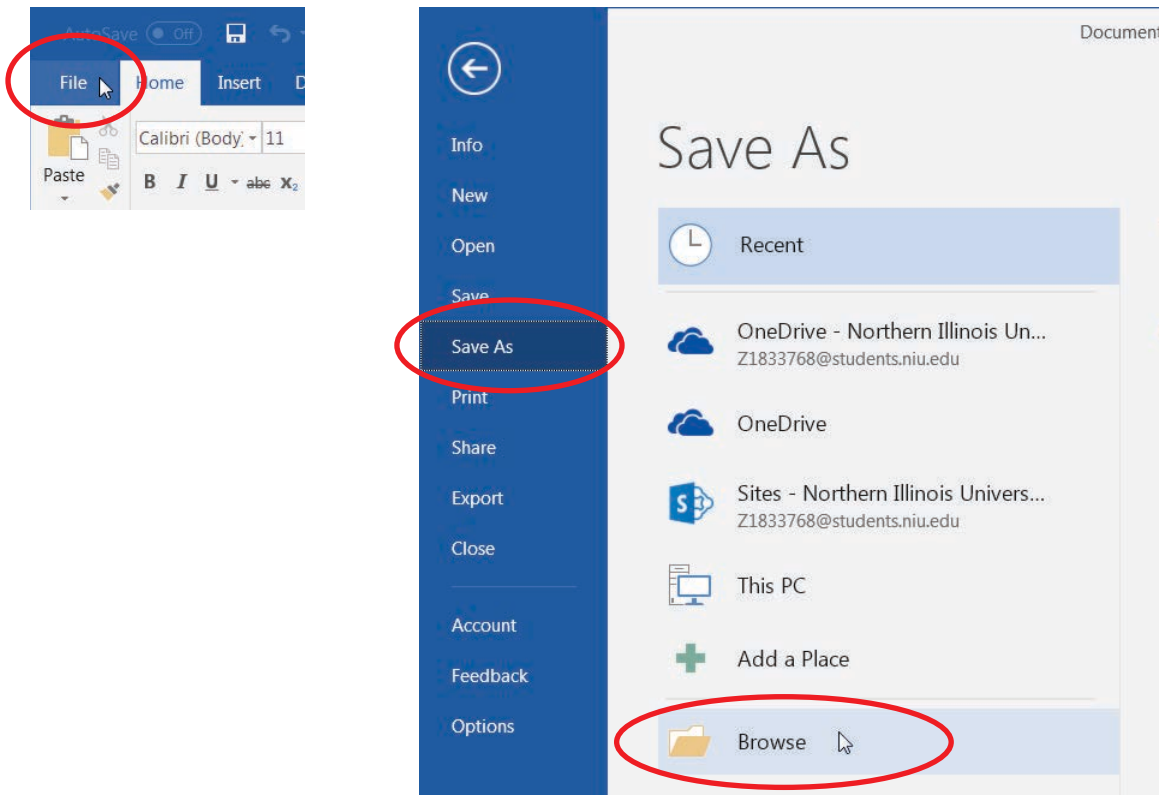 AutoSave Off
File Home Insert D
Calibri (Body) 11
Paste
B I U abc X₂
Document
Info
New
Open
Save
Save As
Print
Share
Export
Close
Account
Feedback
Options
Save As
Recent
OneDrive - Northern Illinois Un...
Z1833768@students.niu.edu
OneDrive
Sites - Northern Illinois Univers...
Z1833768@students.niu.edu
This PC
Add a Place
Browse